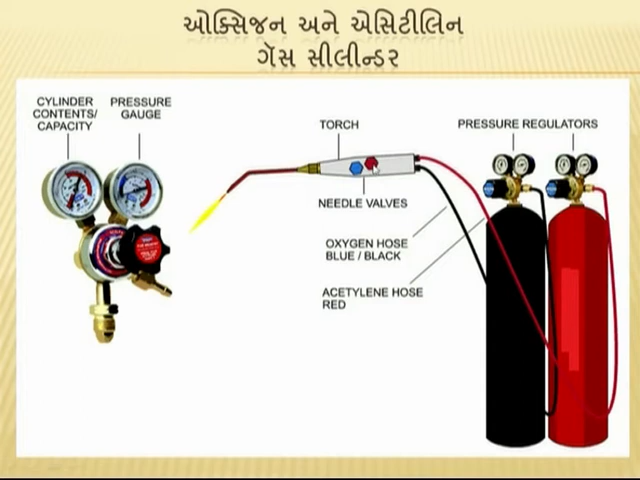 ઓક્સિજન અને એસિટીલિન
ગૅસ સીલીન્ડર
CYLINDER
CONTENTS/
CAPACITY
PRESSURE
GAUGE
TORCH
PRESSURE REGULATORS
NEEDLE VALVES
OXYGEN HOSE
BLUE / BLACK
ACETYLENE HOSE
RED